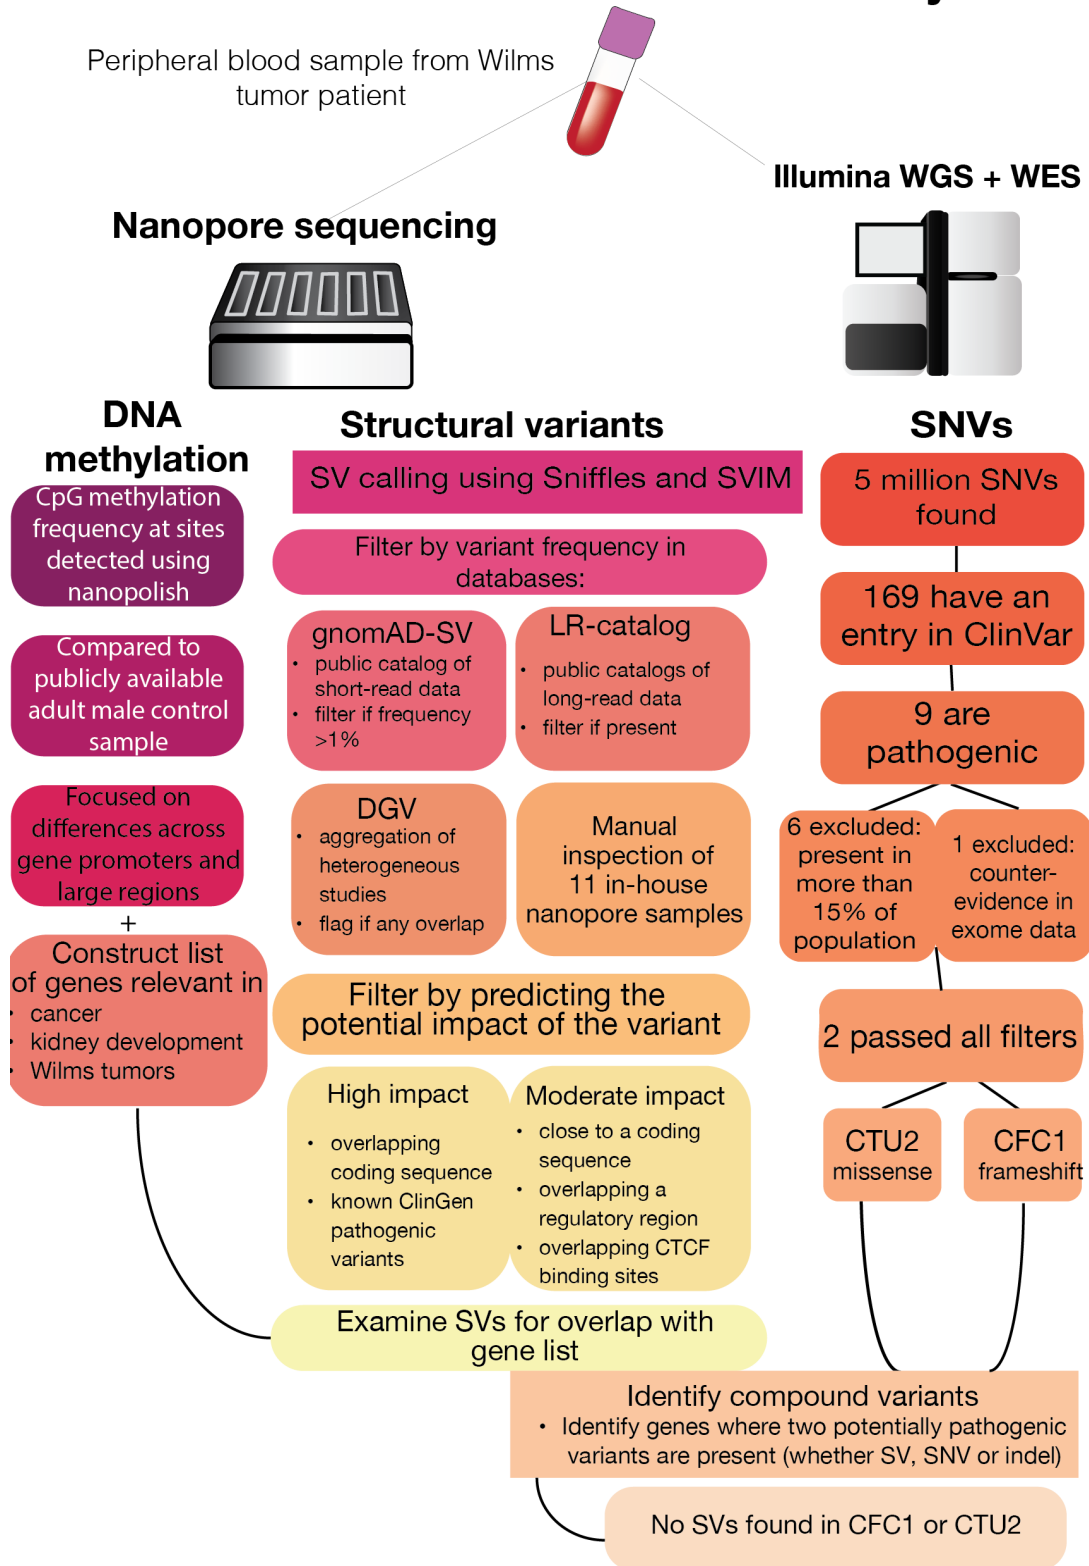 Peripheral blood sample from Wilms
tumor patient
Illumina WGS + WES
Nanopore sequencing
DNA
methylation
CpG methylation
frequency at sites
detected using
nanopolish
Compared to
publicly available
adult male control
sample
Focused on
differences across
gene promoters and
large regions
+
Construct list
of genes relevant in
• cancer
• kidney development
• Wilms tumors
Structural variants
SV calling using Sniffles and SVIM
Filter by variant frequency in
databases:
gnomAD-SV
• public catalog of
short-read data
• filter if frequency
>1%
LR-catalog
• public catalogs of
long-read data
• filter if present
DGV
• aggregation of
heterogeneous
studies
• flag if any overlap
Manual
inspection of
11 in-house
nanopore samples
Filter by predicting the
potential impact of the variant
High impact
• overlapping
coding sequence
• known ClinGen
pathogenic
variants
Moderate impact
• close to a coding
sequence
• overlapping a
regulatory region
• overlapping CTCF
binding sites
Examine SVs for overlap with
gene list
SNVs
5 million SNVs
found
169 have an
entry in ClinVar
9 are
pathogenic
6 excluded:
present in
more than
15% of
population
1 excluded:
counter-
evidence in
exome data
2 passed all filters
CTU2
missense
CFC1
frameshift
Identify compound variants
• Identify genes where two potentially pathogenic
variants are present (whether SV, SNV or indel)
No SVs found in CFC1 or CTU2